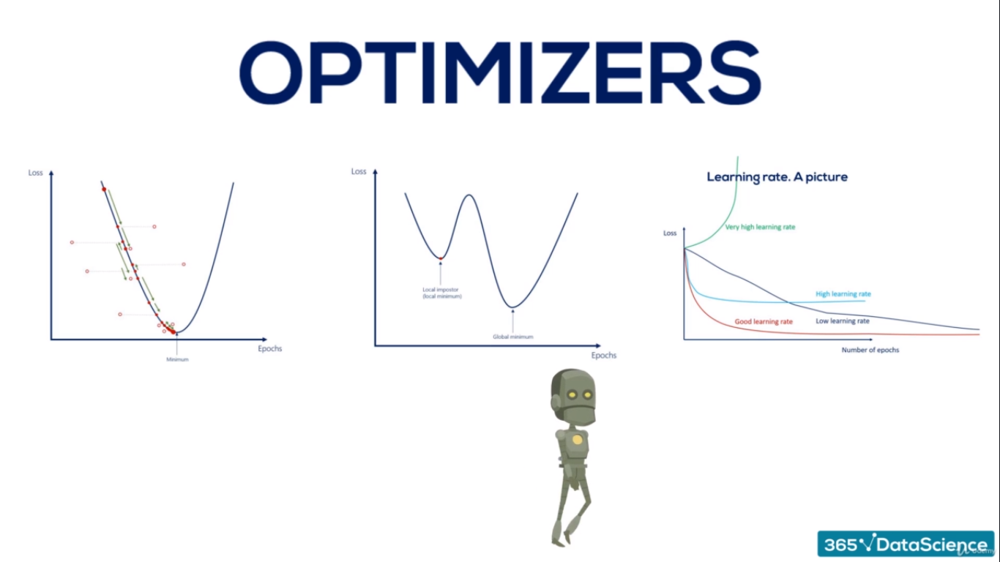 OPTIMIZERS
Loss
Minimum
Epochs
Loss
Local impostor
(local minimum)
Global minimum
Epochs
Learning rate. A picture
Very high learning rate
Loss
High learning rate
Good learning rate
Low learning rate
Number of epochs
365 DataScience
Udemy